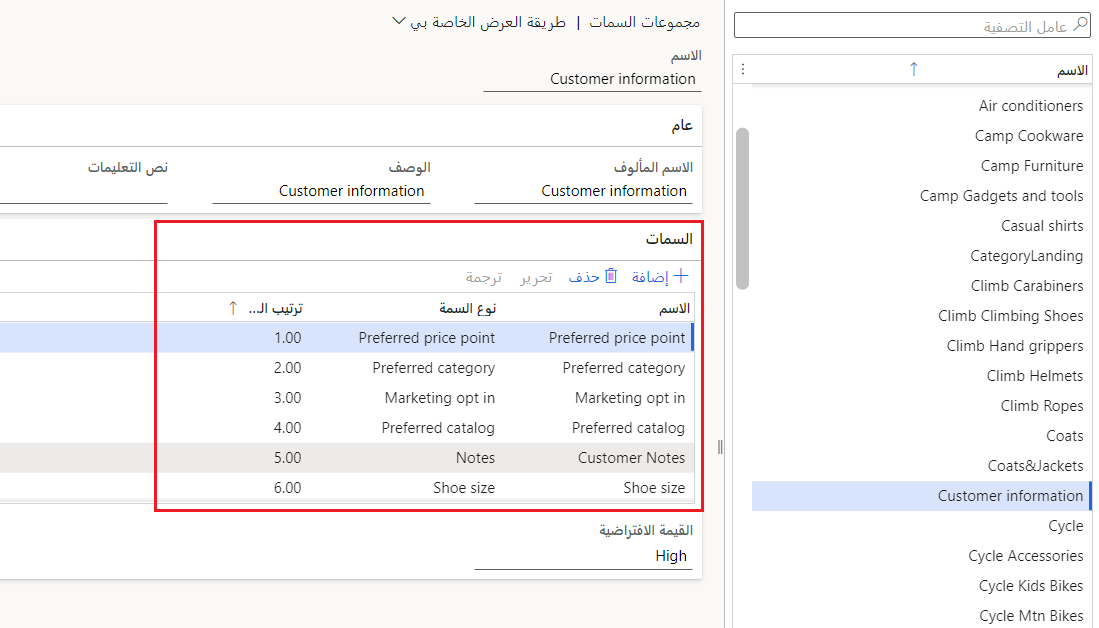 عامل التصفية
الاسم
Air conditioners
Camp Cookware
Camp Furniture
Camp Gadgets and tools
Casual shirts
CategoryLanding
Climb Carabiners
Climb Climbing Shoes
Climb Hand grippers
Climb Helmets
Climb Ropes
Coats
Coats&Jackets
Customer information
Cycle
Cycle Accessories
Cycle Kids Bikes
Cycle Mtn Bikes
مجموعات السمات | طريقة العرض الخاصة بي
الاسم
Customer information
عام
الاسم المألوف الوصف نص التعليمات
Customer information Customer information
السمات
إضافة حذف تحرير ترجمة
الاسم نوع السمة ترتيب الـ...
Preferred price point Preferred price point 1.00
Preferred category Preferred category 2.00
Marketing opt in Marketing opt in 3.00
Preferred catalog Preferred catalog 4.00
Customer Notes Notes 5.00
Shoe size Shoe size 6.00
القيمة الافتراضية
High